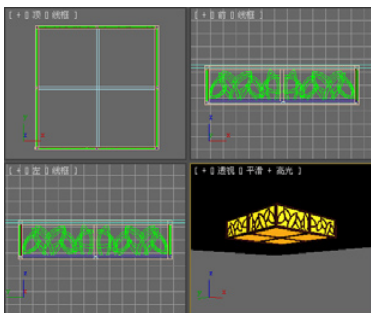 [ + [] 顶 [] 线框 ]
[ + [] 前 [] 线框 ]
[ + [] 左 [] 线框 ]
[ + [] 透视 [] 平滑 + 高光 ]